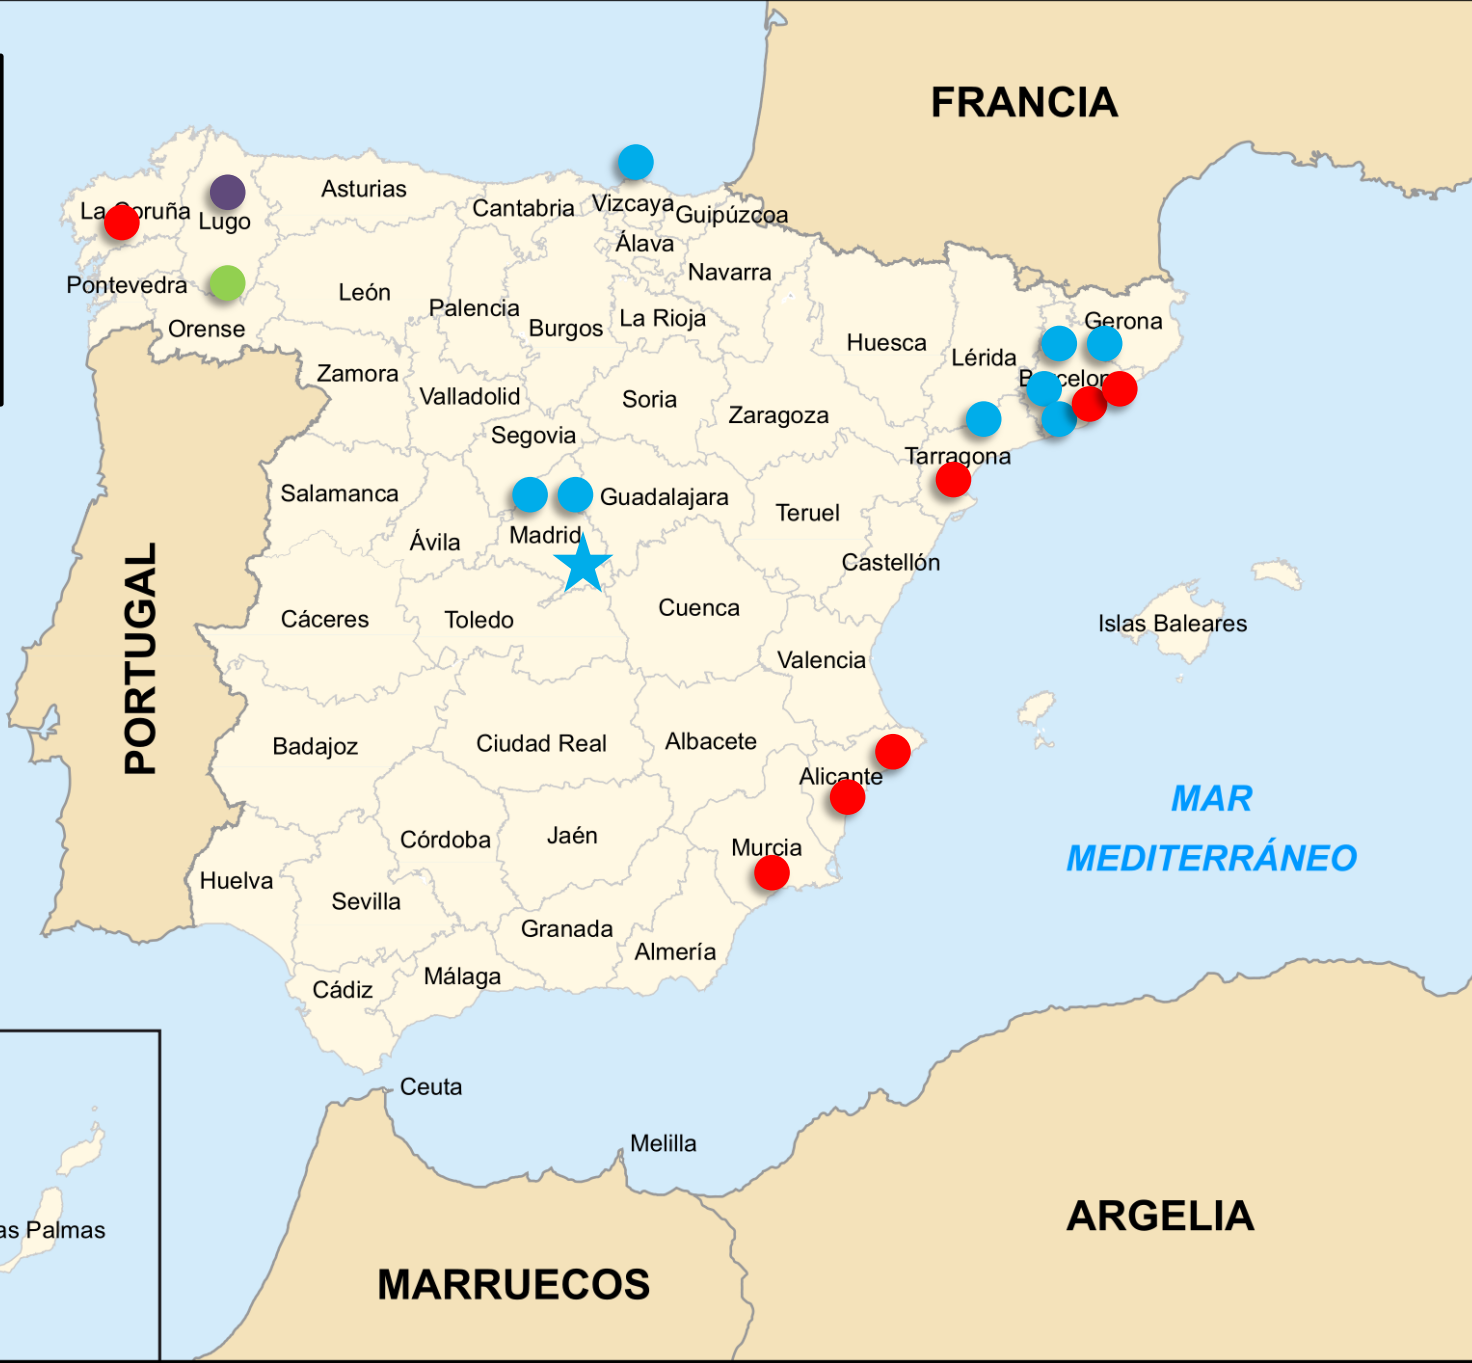 FRANCIA
Asturias
Cantabria
Vizcaya
Guipúzcoa
La Coruña
Lugo
Álava
Navarra
Pontevedra
León
Palencia
Burgos
La Rioja
Orense
Huesca
Lérida
Gerona
Zamora
Valladolid
Soria
Zaragoza
Barcelona
Segovia
Tarragona
Salamanca
Guadalajara
Teruel
Ávila
Madrid
Castellón
PORTUGAL
Cáceres
Toledo
Cuenca
Islas Baleares
Valencia
Badajoz
Ciudad Real
Albacete
Alicante
MAR
MEDITERRÁNEO
Córdoba
Jaén
Murcia
Huelva
Sevilla
Granada
Almería
Cádiz
Málaga
Ceuta
Melilla
as Palmas
ARGELIA
MARRUECOS